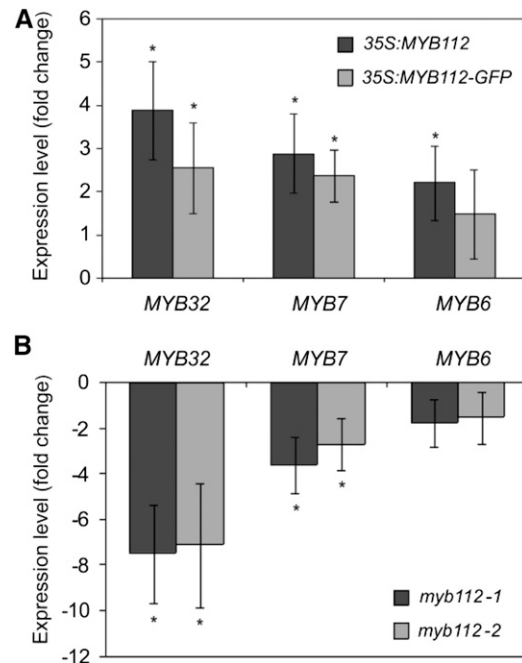 A
Expression level (fold change)
6
5
4
3
2
1
0
* * * * *
35S:MYB112
35S:MYB112-GFP
MYB32 MYB7 MYB6
B
MYB32 MYB7 MYB6
Expression level (fold change)
0
-2
-4
-6
-8
-10
-12
* * * *
myb112-1
myb112-2